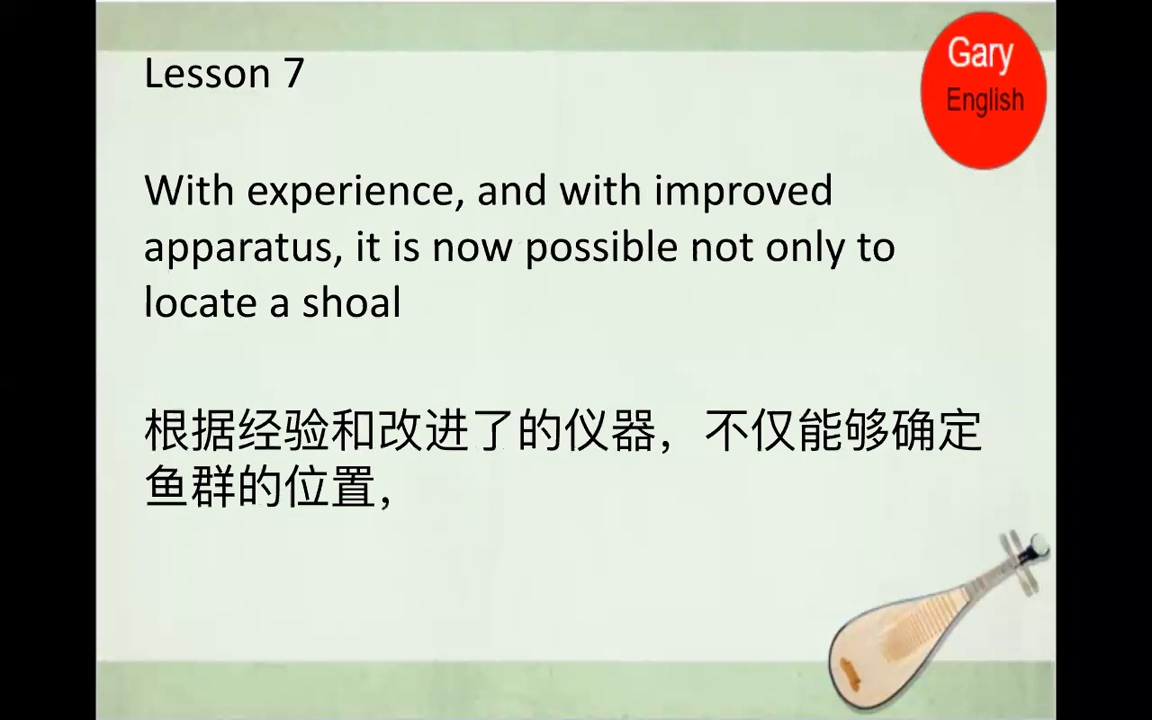 Lesson 7
Gary
English
With experience, and with improved
apparatus, it is now possible not only to
locate a shoal
根据经验和改进了的仪器，不仅能够确定
鱼群的位置，